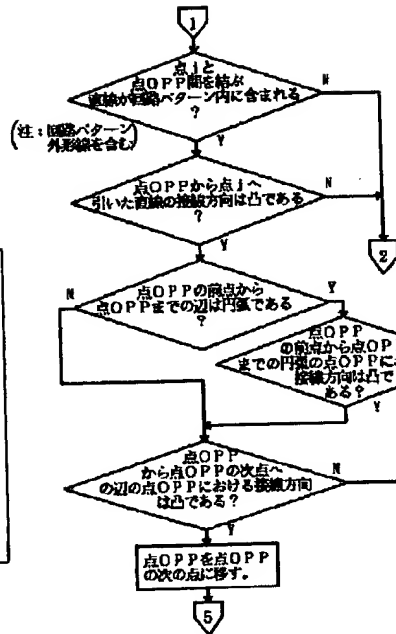 1
点jと
点OPP間を結ぶ
直線が回路パターン内に含まれる
?
N
(注:回路パターン
外形線を含む)
Y
点OPPから点jへ
引いた直線の接線方向は凸である
?
N
Y
2
点OPPの前点から
点OPPまでの辺は円弧である
?
N
Y
点OPP
の前点から点OP
までの円弧の点OPPにお
接線方向は凸で
ある?
Y
点OPP
から点OPPの次点へ
の辺の点OPPにおける接線方向
は凸である?
N
Y
点OPPを点OPP
の次の点に移す。
5